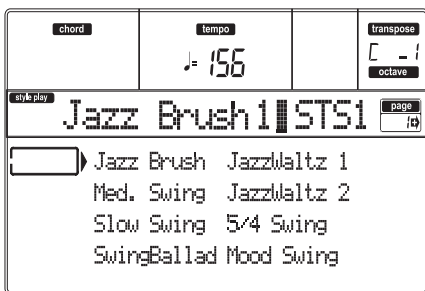 chord tempo transpose
♩= 156 C -1
octave
style play Jazz Brush1 STS1 page
1
Jazz Brush JazzWaltz 1
Med. Swing JazzWaltz 2
Slow Swing 5/4 Swing
SwingBallad Mood Swing